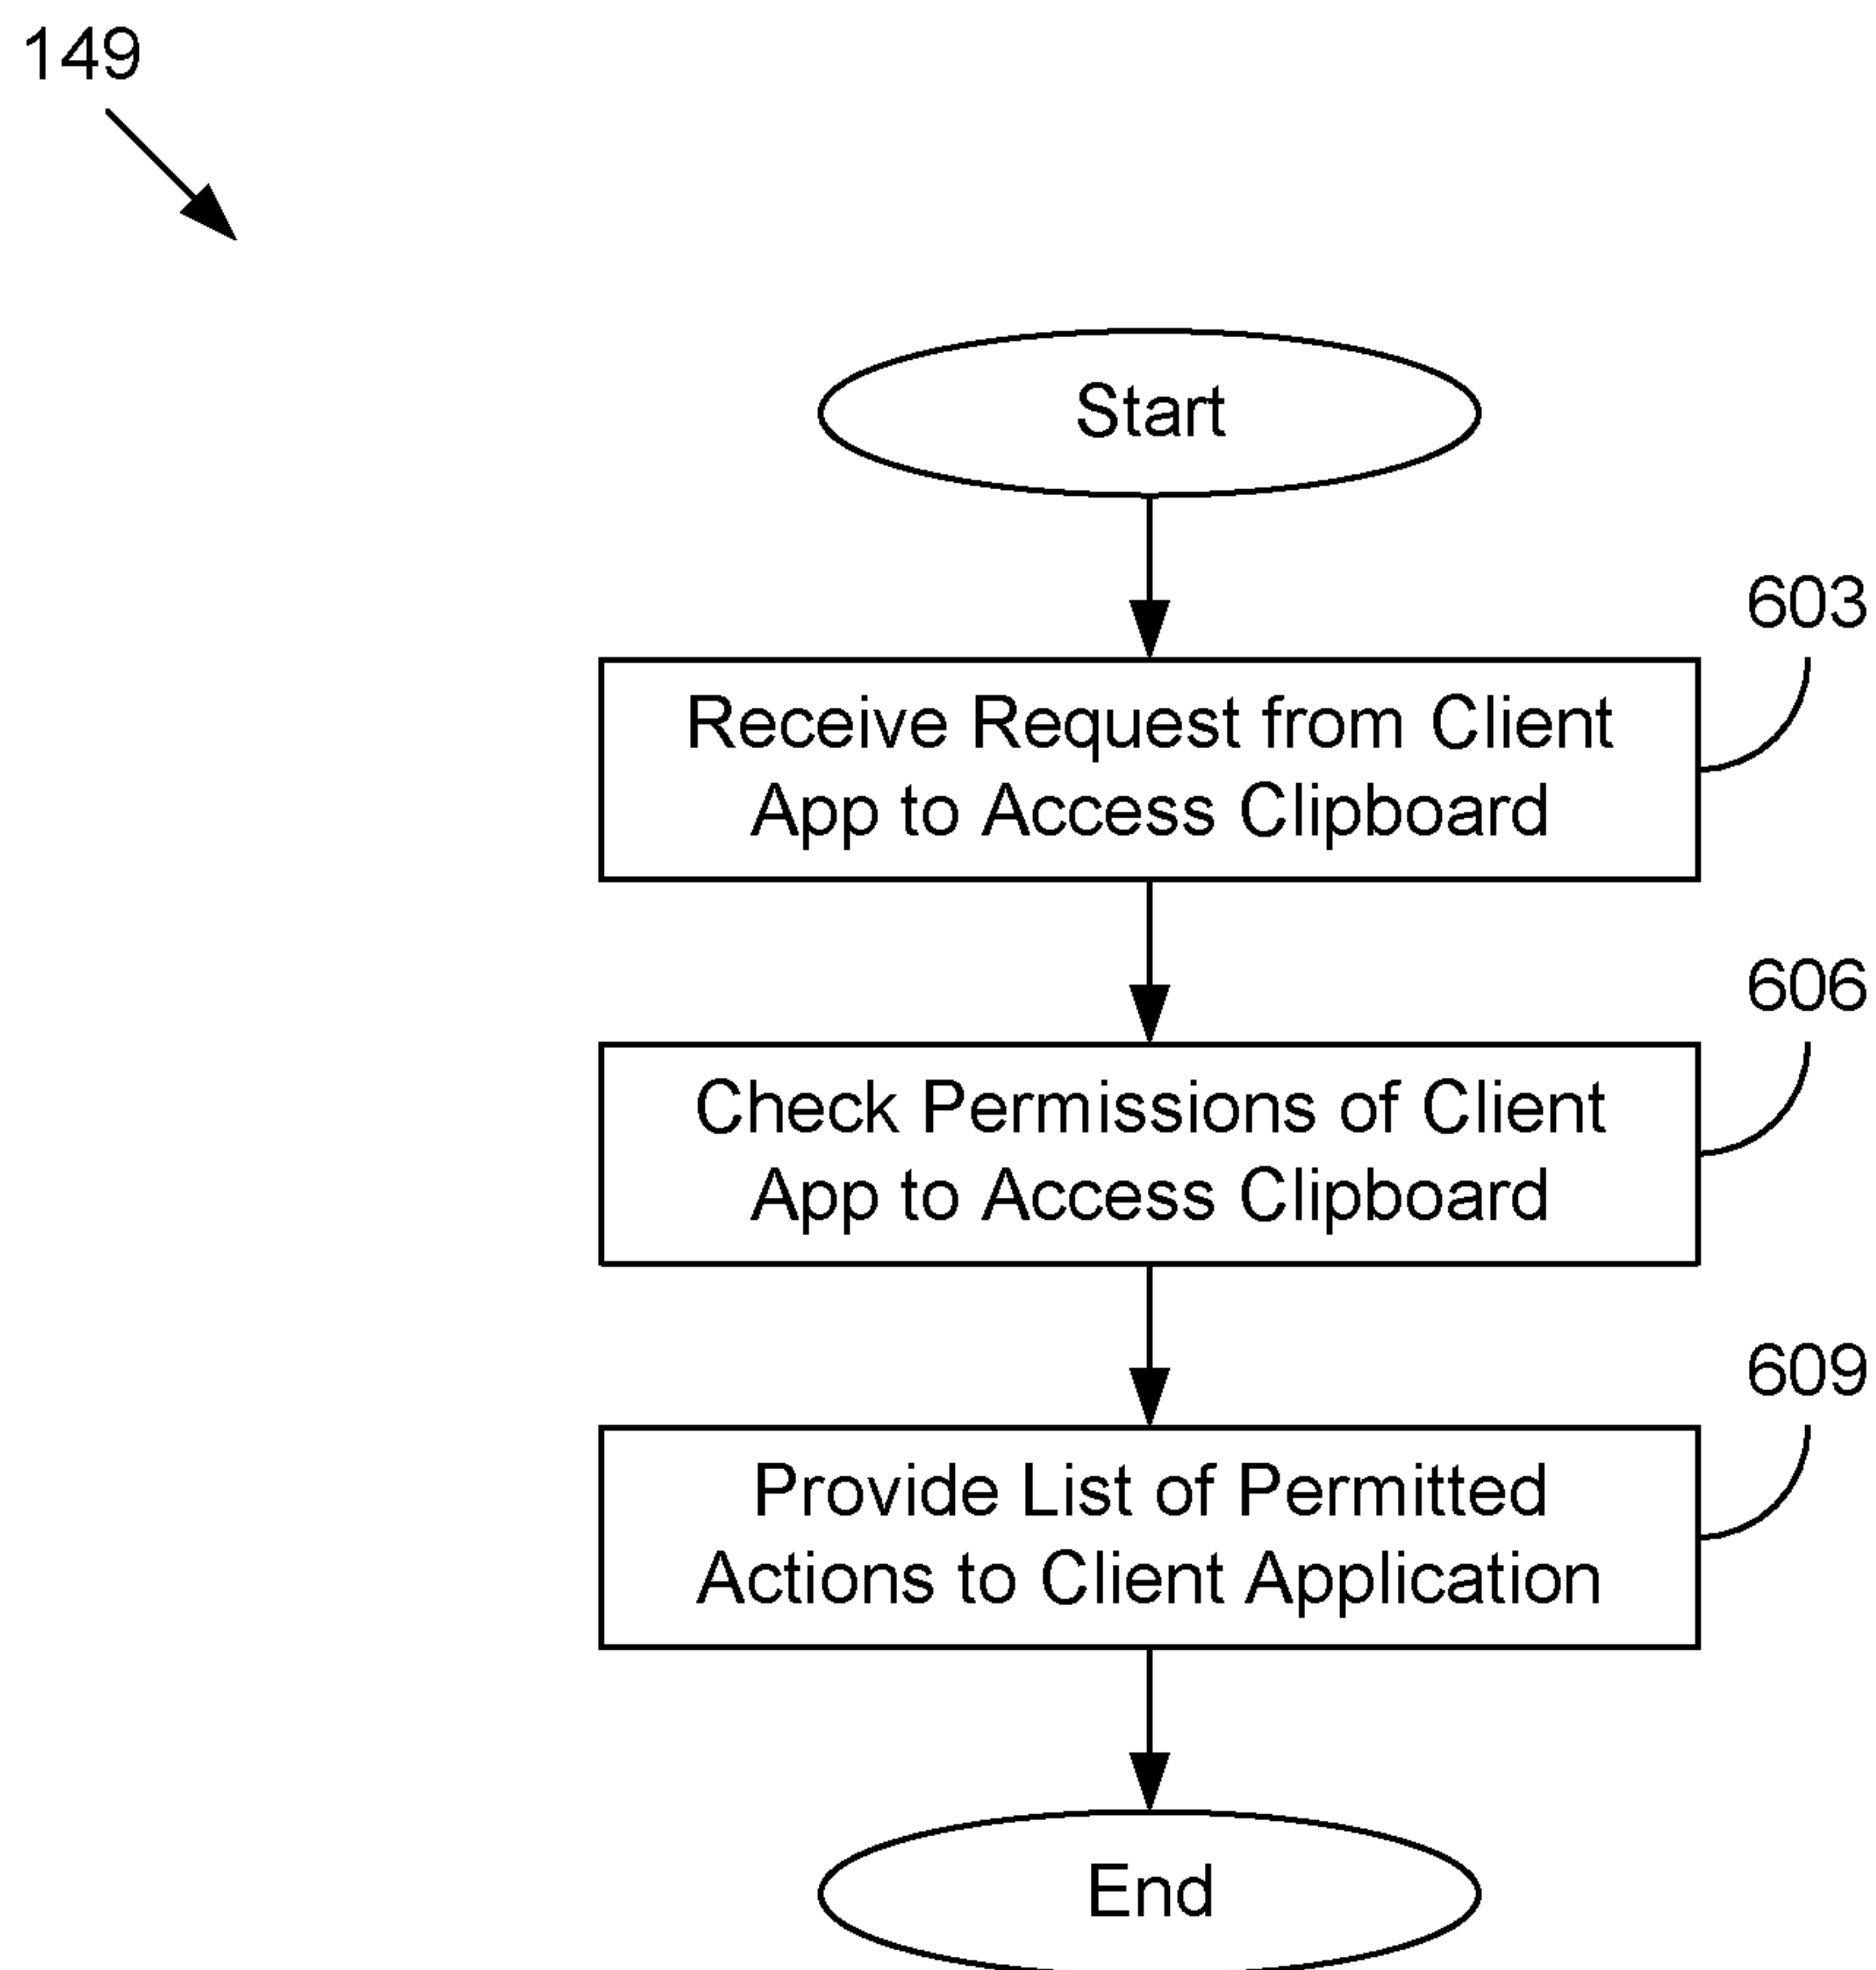 149
Start
603
Receive Request from Client
App to Access Clipboard
606
Check Permissions of Client
App to Access Clipboard
609
Provide List of Permitted
Actions to Client Application
End